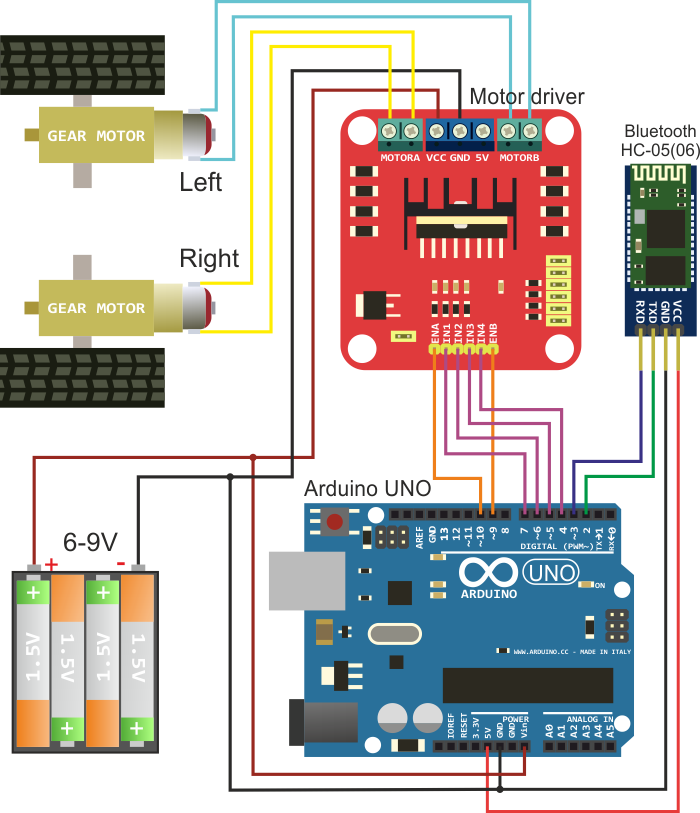 GEAR MOTOR
Left
Right
GEAR MOTOR
Motor driver
MOTORA VCC GND 5V MOTORB
ENA
IN1
IN2
IN3
IN4
ENB
Bluetooth
HC-05(06)
RXD
TXD
GND
VCC
6-9V
+ -
+ 1.5V
1.5V +
+ 1.5V
1.5V +
Arduino UNO
AREF
GND
13
12
~11
~10
~9
8
7
~6
~5
4
~3
2
TX→1
RX←0
DIGITAL (PWM~)
UNO
ARDUINO
ON
WWW.ARDUINO.CC - MADE IN ITALY
POWER
ANALOG IN
IOREF
RESET
3.3V
5V
GND
GND
Vin
A0
A1
A2
A3
A4
A5